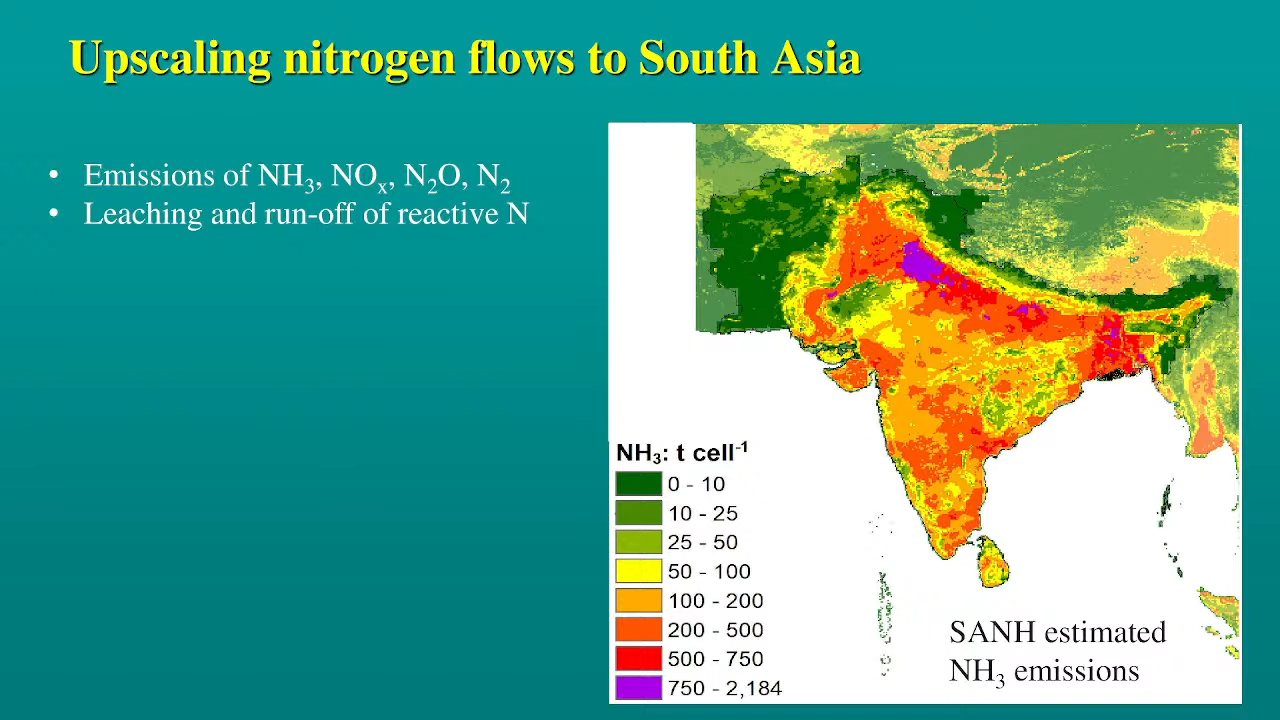 Upscaling nitrogen flows to South Asia
• Emissions of NH₃, NOₓ, N₂O, N₂
• Leaching and run-off of reactive N
NH₃: t cell⁻¹
0 - 10
10 - 25
25 - 50
50 - 100
100 - 200
200 - 500
500 - 750
750 - 2,184
SANH estimated
NH₃ emissions